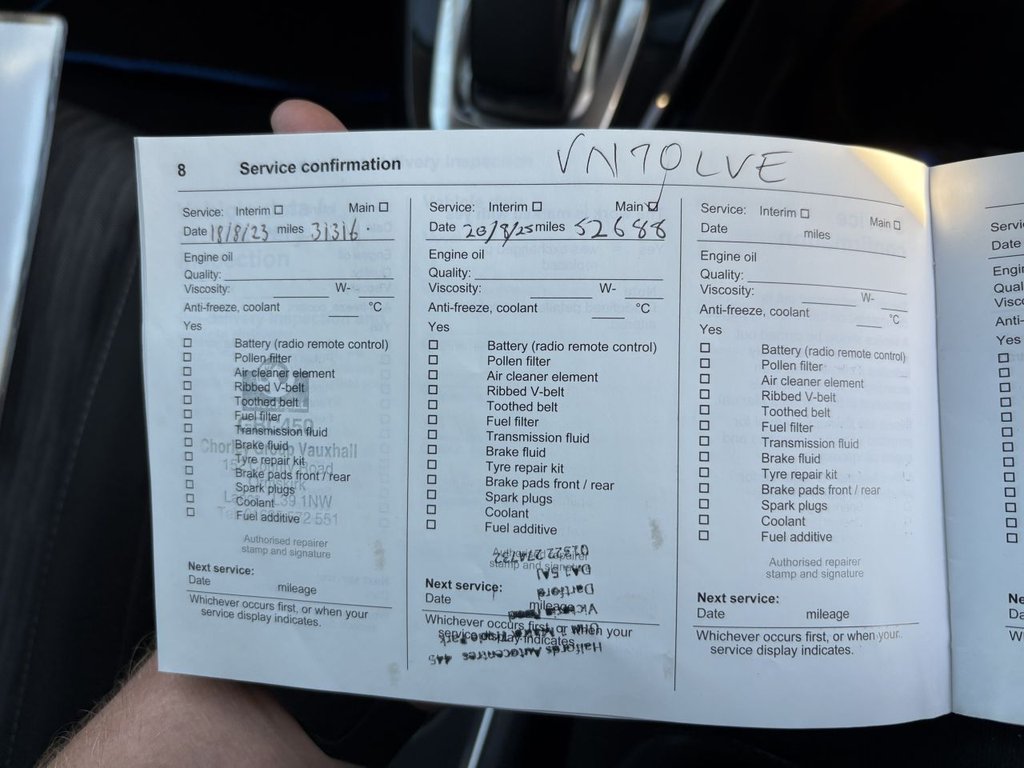 8 Service confirmation VN70LVE
Service: Interim Main
Date 18/8/23 miles 31316
Engine oil
Quality:
Viscosity: W-
Anti-freeze, coolant °C
Yes
Battery (radio remote control)
Pollen filter
Air cleaner element
Ribbed V-belt
Toothed belt
Fuel filter
Transmission fluid
Brake fluid
Tyre repair kit
Brake pads front / rear
Spark plugs
Coolant
Fuel additive
Chorley Group Vauxhall
Authorised repairer
stamp and signature
Next service:
Date mileage
Whichever occurs first, or when your
service display indicates.
Service: Interim Main
Date 20/8/25 miles 52688
Engine oil
Quality:
Viscosity: W-
Anti-freeze, coolant °C
Yes
Battery (radio remote control)
Pollen filter
Air cleaner element
Ribbed V-belt
Toothed belt
Fuel filter
Transmission fluid
Brake fluid
Tyre repair kit
Brake pads front / rear
Spark plugs
Coolant
Fuel additive
Authorised repairer
stamp and signature
Next service:
Date mileage
Whichever occurs first, or when your
service display indicates.
Halfords Autocentres 445
Dartford
DA1 5AJ
01322 274732
Service: Interim Main
Date miles
Engine oil
Quality:
Viscosity: W-
Anti-freeze, coolant °C
Yes
Battery (radio remote control)
Pollen filter
Air cleaner element
Ribbed V-belt
Toothed belt
Fuel filter
Transmission fluid
Brake fluid
Tyre repair kit
Brake pads front / rear
Spark plugs
Coolant
Fuel additive
Authorised repairer
stamp and signature
Next service:
Date mileage
Whichever occurs first, or when your
service display indicates.
Date
Yes